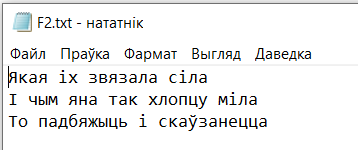 F2.txt - нататнік
Файл Праўка Фармат Выгляд Даведка
Якая іх звязала сіла
І чым яна так хлопцу міла
То падбяжыць і скаўзанецца